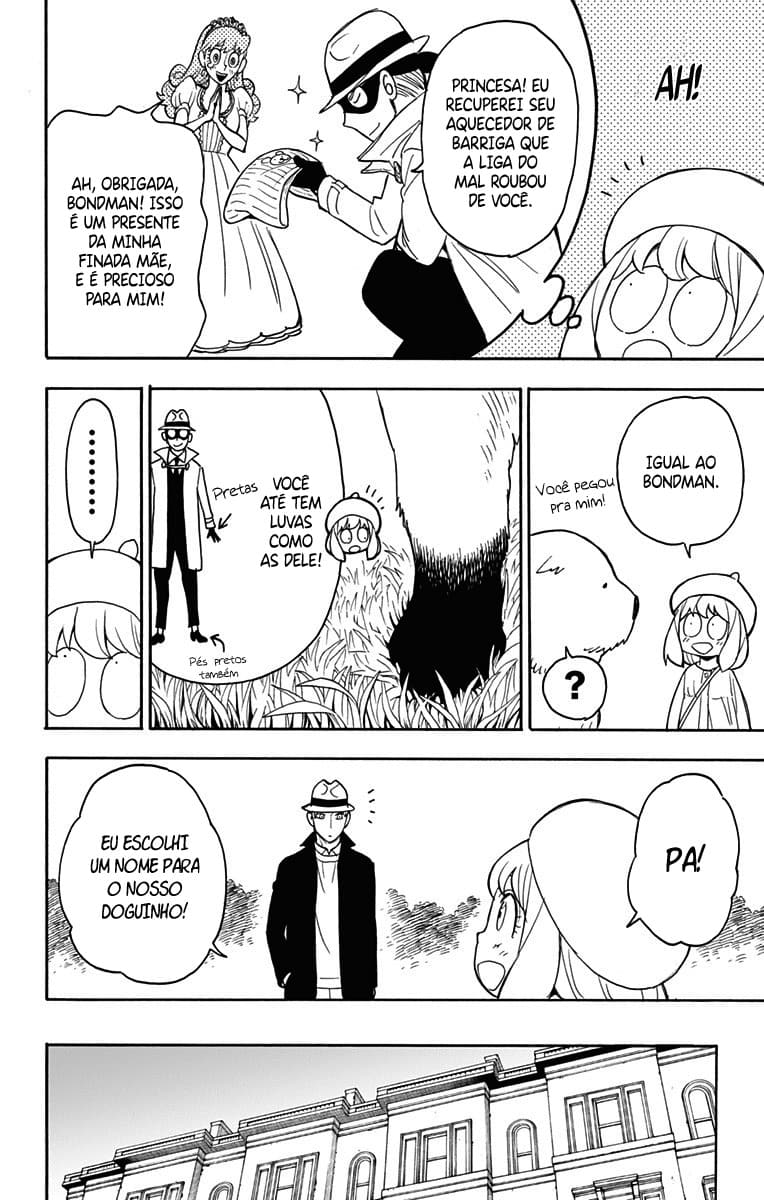 AH!
PRINCESA! EU
RECUPEREI SEU
AQUECEDOR DE
BARRIGA QUE
A LIGA DO
MAL ROUBOU
DE VOCÊ.
AH, OBRIGADA,
BONDMAN! ISSO
É UM PRESENTE
DA MINHA
FINADA MÃE,
E É PRECIOSO
PARA MIM!
IGUAL AO
BONDMAN.
Você pegou
pra mim!
?
VOCÊ
ATÉ TEM
LUVAS
COMO
AS DELE!
Pretas
Pés pretos
também
........
PA!
EU ESCOLHI
UM NOME PARA
O NOSSO
DOGUINHO!